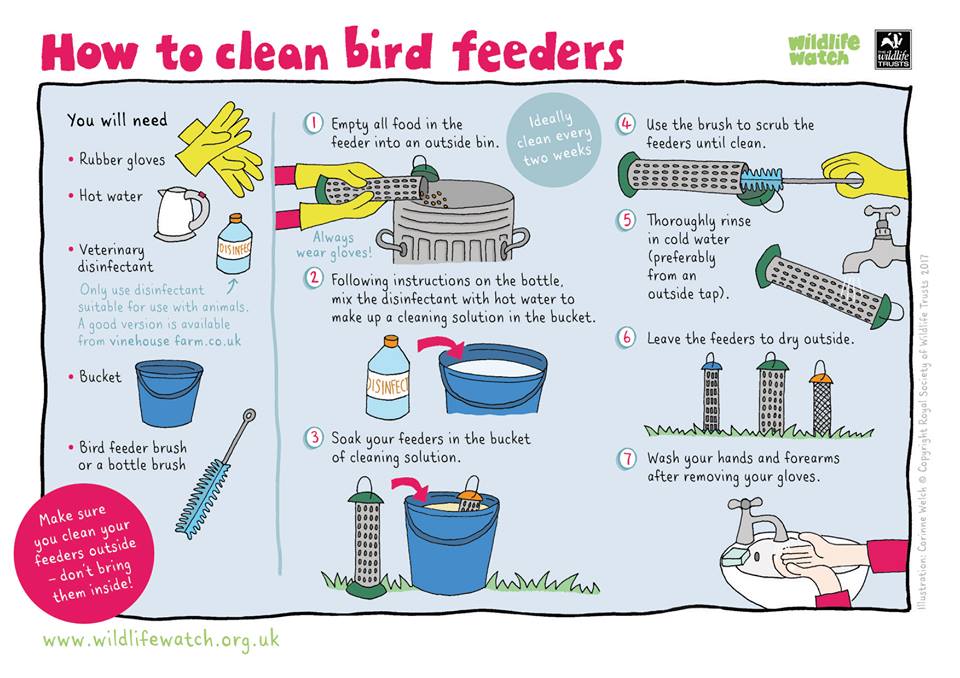 How to clean bird feeders
wildlife
watch
THE
wildlife
TRUSTS
You will need
• Rubber gloves
• Hot water
• Veterinary
disinfectant
DISINFECT
Only use disinfectant
suitable for use with animals.
A good version is available
from vinehouse farm.co.uk
• Bucket
• Bird feeder brush
or a bottle brush
Make sure
you clean your
feeders outside
– don't bring
them inside!
1 Empty all food in the
feeder into an outside bin.
Ideally
clean every
two weeks
Always
wear gloves!
2 Following instructions on the bottle,
mix the disinfectant with hot water to
make up a cleaning solution in the bucket.
DISINFECT
3 Soak your feeders in the bucket
of cleaning solution.
4 Use the brush to scrub the
feeders until clean.
5 Thoroughly rinse
in cold water
(preferably
from an
outside tap).
6 Leave the feeders to dry outside.
7 Wash your hands and forearms
after removing your gloves.
Illustration: Corinne Welch © Copyright Royal Society of Wildlife Trusts 2017
www.wildlifewatch.org.uk